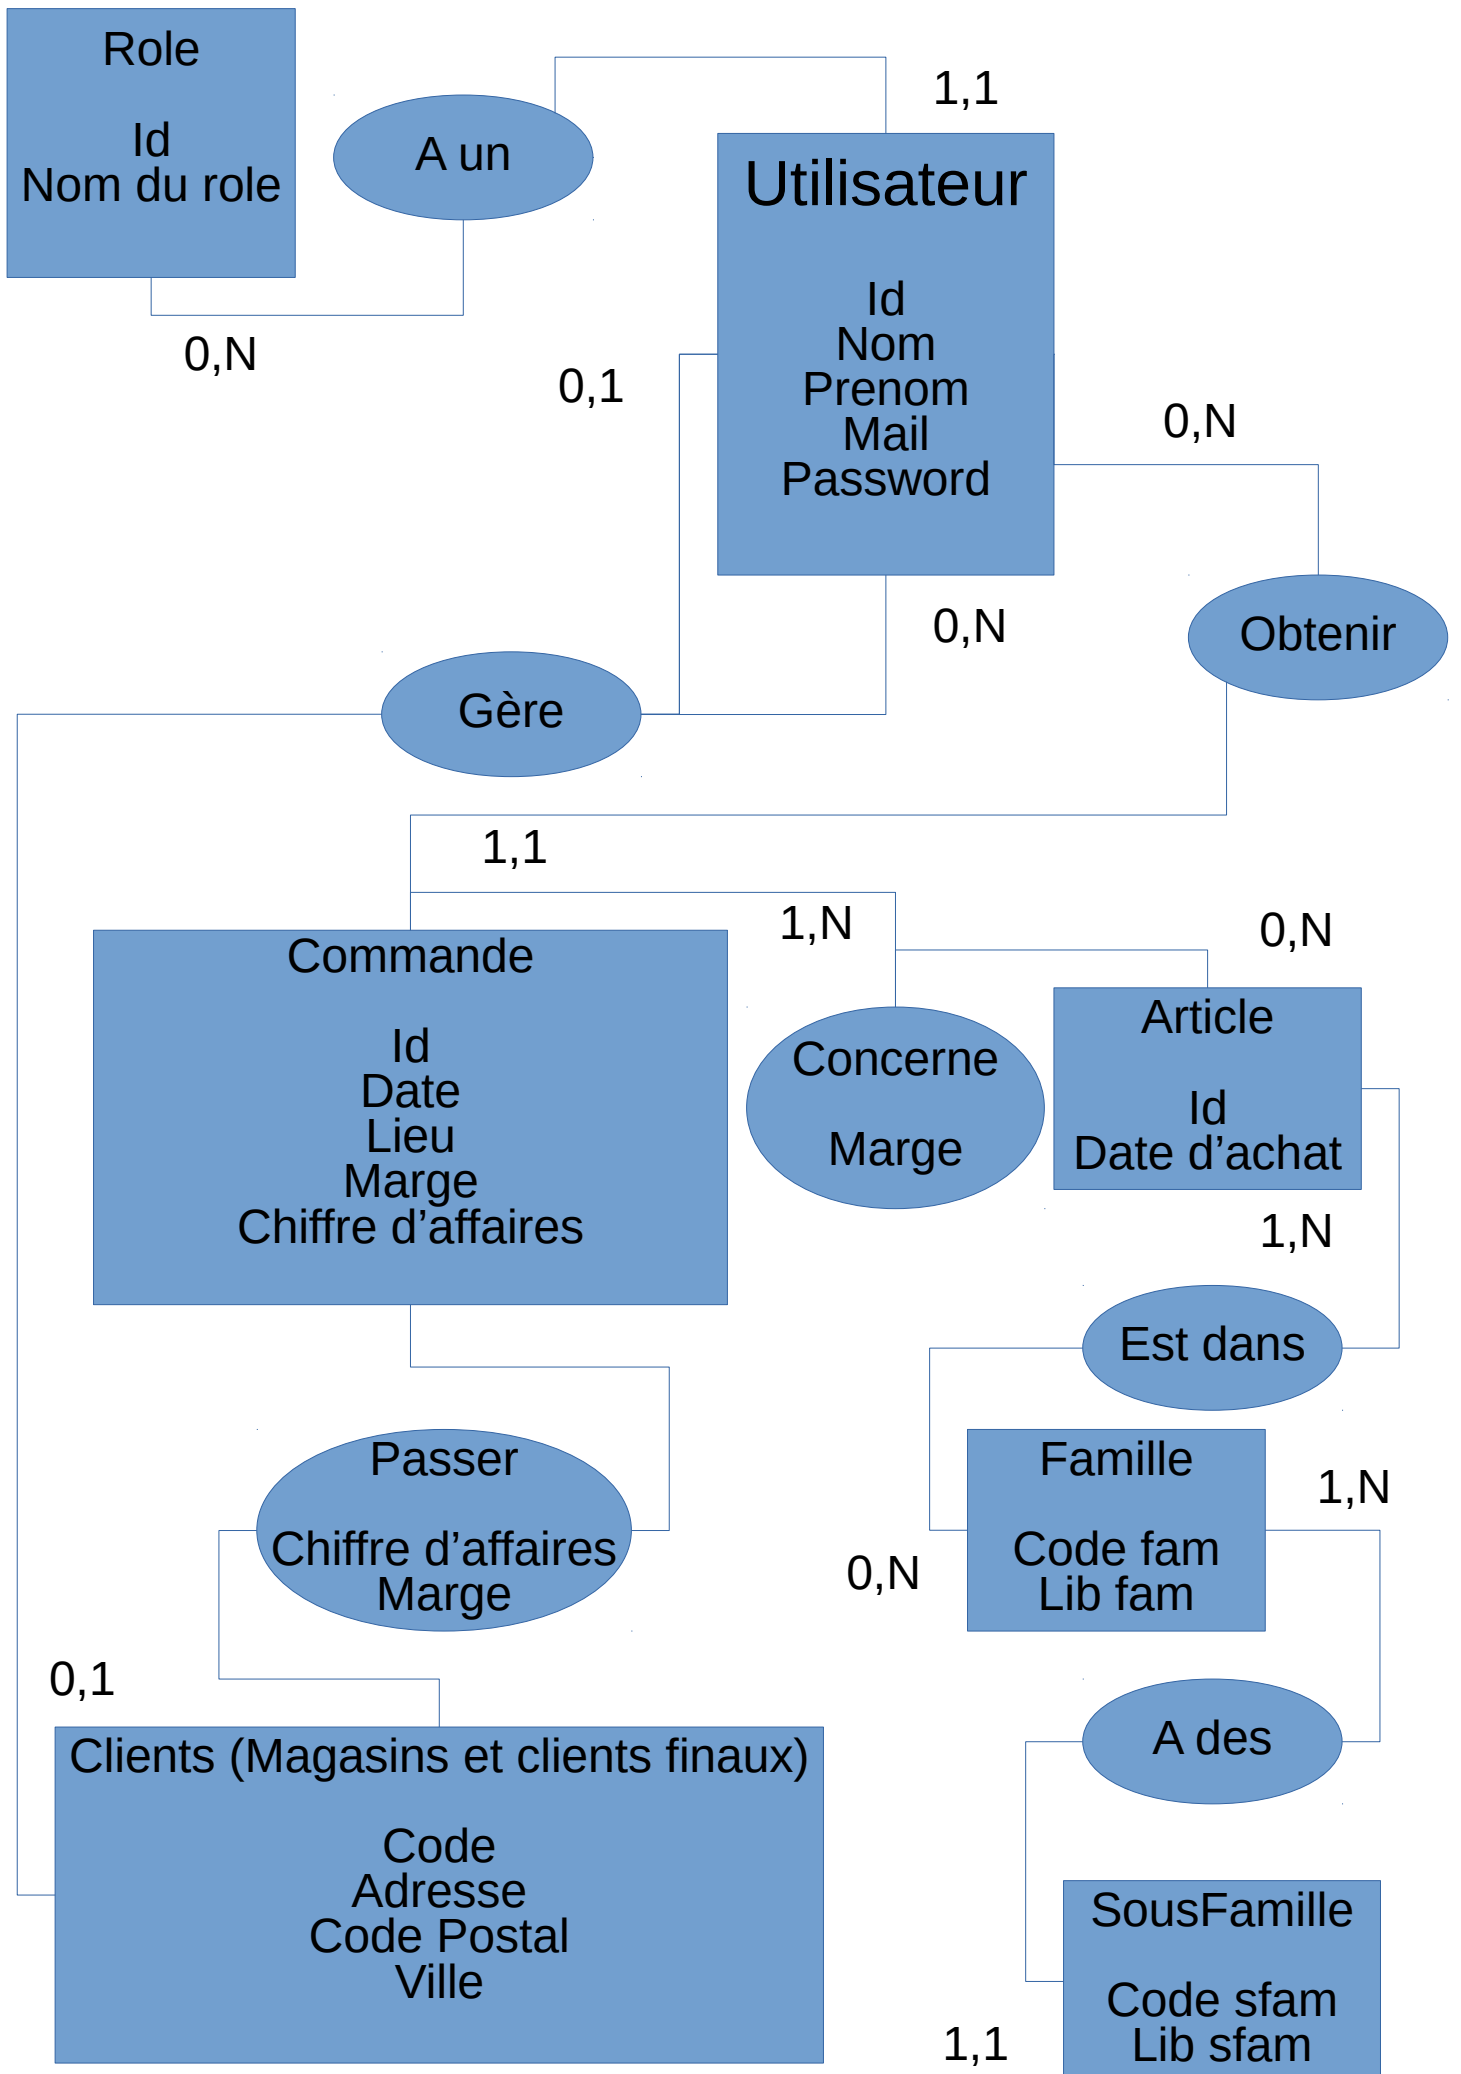 Role
Id
Nom du role
A un
1,1
Utilisateur
Id
Nom
Prenom
Mail
Password
0,N
0,1
0,N
0,N
Obtenir
Gère
1,1
1,N
0,N
Commande
Id
Date
Lieu
Marge
Chiffre d’affaires
Concerne
Marge
Article
Id
Date d’achat
1,N
Est dans
Passer
Chiffre d’affaires
Marge
Famille
Code fam
Lib fam
1,N
0,N
0,1
A des
Clients (Magasins et clients finaux)
Code
Adresse
Code Postal
Ville
SousFamille
Code sfam
Lib sfam
1,1